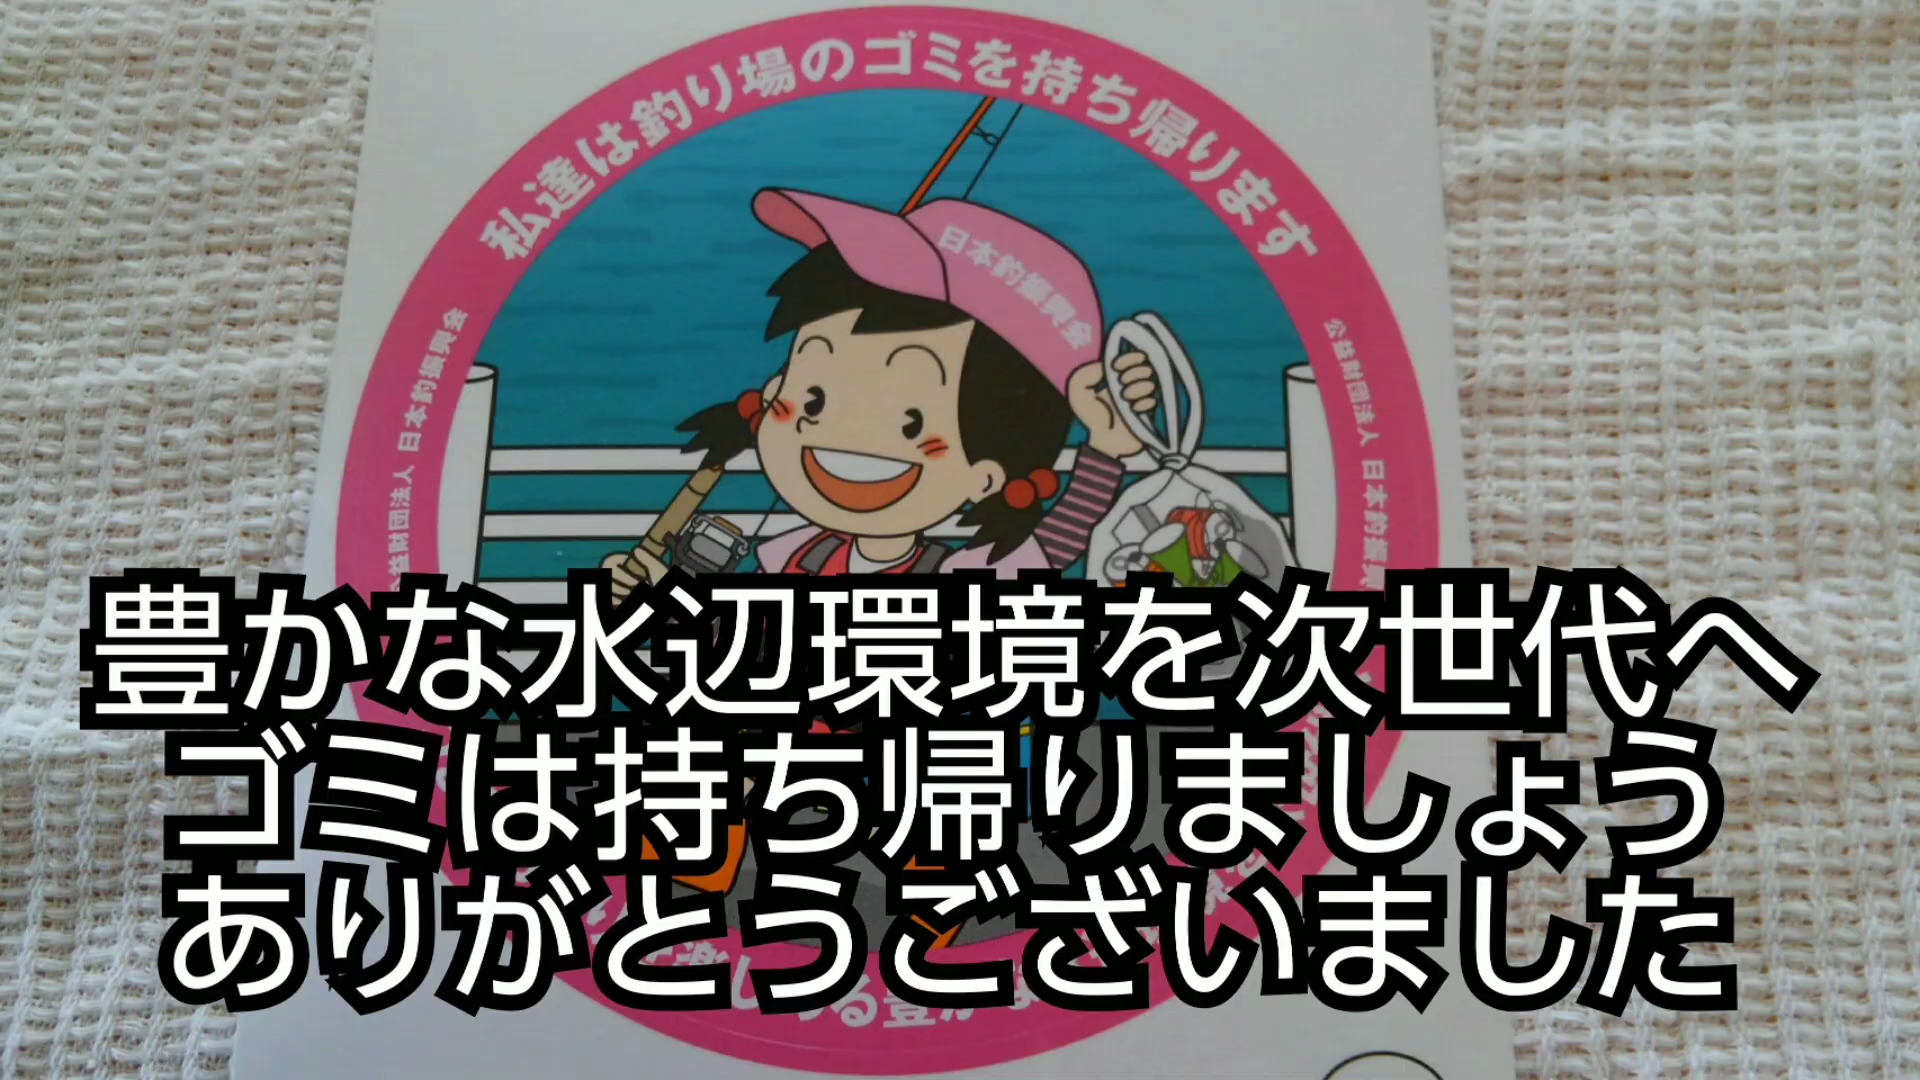 私達は釣り場のゴミを持ち帰ります
日本釣振興会
公益財団法人 日本釣振興会
公益財団法人 日本釣振興
豊かな水辺環境を次世代へ
ゴミは持ち帰りましょう
ありがとうございました